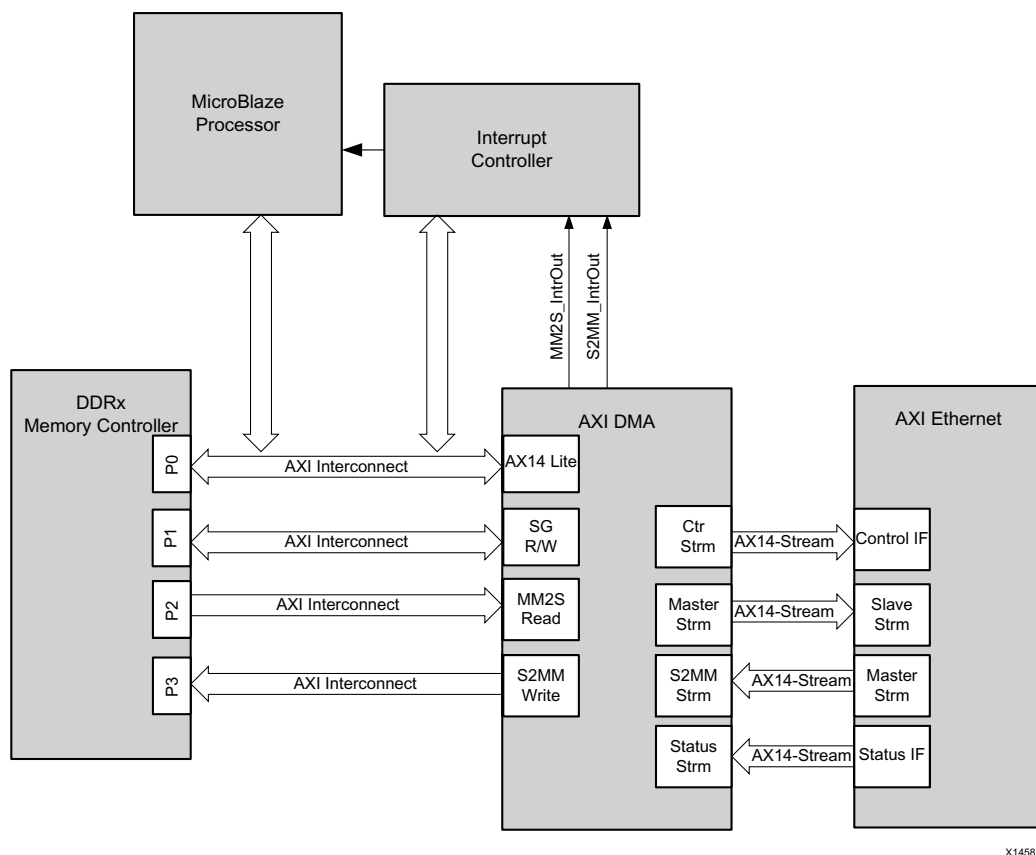 MicroBlaze
Processor
Interrupt
Controller
MM2S_IntrOut
S2MM_IntrOut
DDRx
Memory Controller
AXI DMA
AXI Ethernet
P0
AXI Interconnect
AX14 Lite
P1
AXI Interconnect
SG
R/W
Ctr
Strm
AX14-Stream
Control IF
P2
AXI Interconnect
MM2S
Read
Master
Strm
AX14-Stream
Slave
Strm
P3
AXI Interconnect
S2MM
Write
S2MM
Strm
AX14-Stream
Master
Strm
Status
Strm
AX14-Stream
Status IF